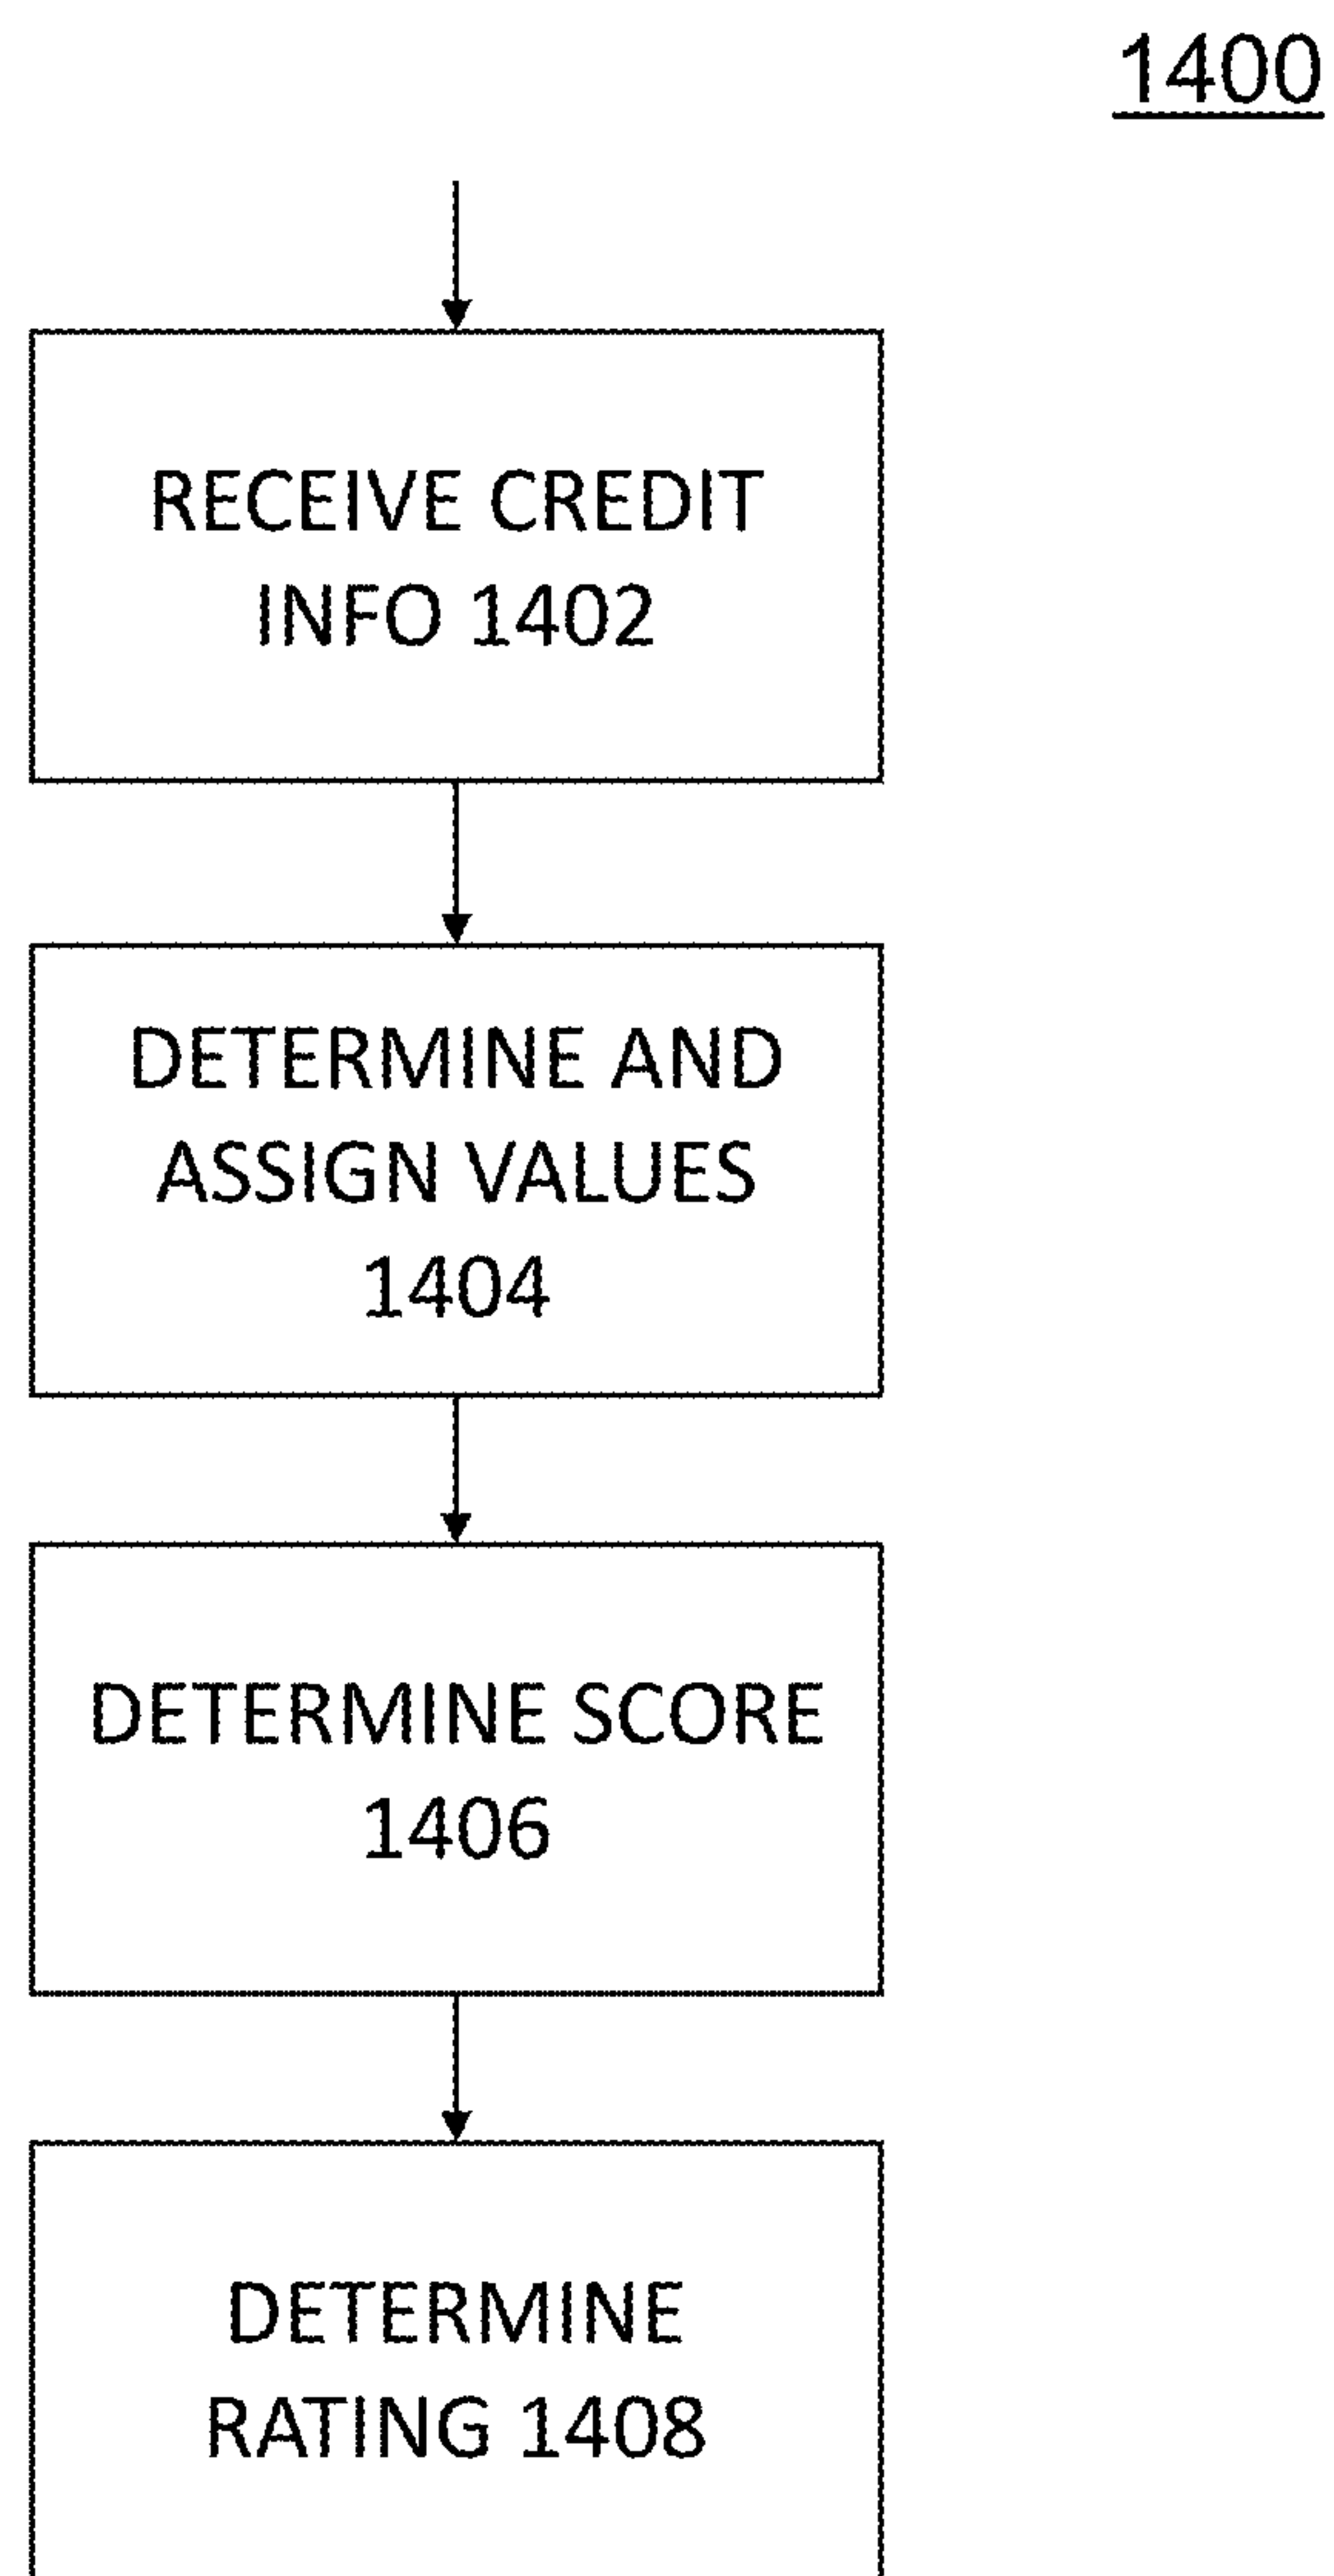 1400
RECEIVE CREDIT
INFO 1402
DETERMINE AND
ASSIGN VALUES
1404
DETERMINE SCORE
1406
DETERMINE
RATING 1408